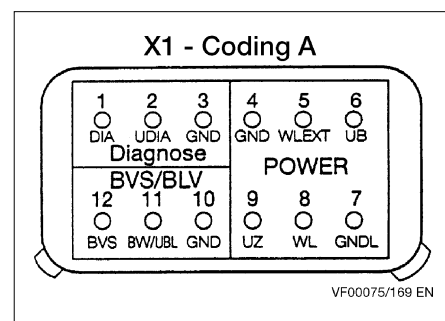 X1 - Coding A
1 2 3 4 5 6
DIA UDIA GND GND WLEXT UB
Diagnose
BVS/BLV POWER
12 11 10 9 8 7
BVS BW/UBL GND UZ WL GNDL
VF00075/169 EN